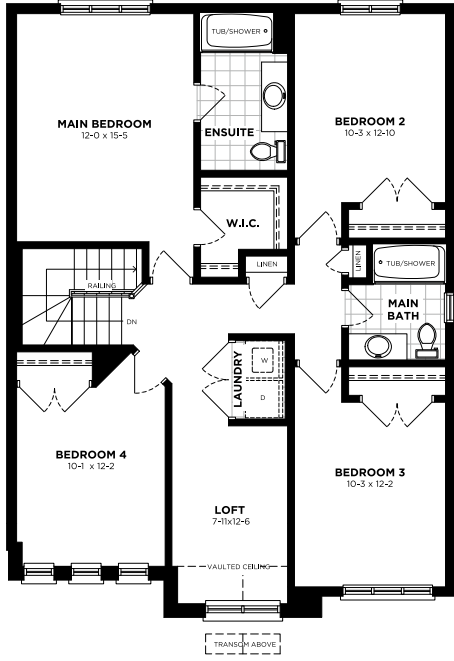 TUB/SHOWER
MAIN BEDROOM
12-0 x 15-5
BEDROOM 2
10-3 x 12-10
ENSUITE
W.I.C.
LINEN
LINEN
TUB/SHOWER
RAILING
MAIN
BATH
DN
LAUNDRY
W
D
BEDROOM 4
10-1 x 12-2
BEDROOM 3
10-3 x 12-2
LOFT
7-11x12-6
VAULTED CEILING
TRANSOM ABOVE